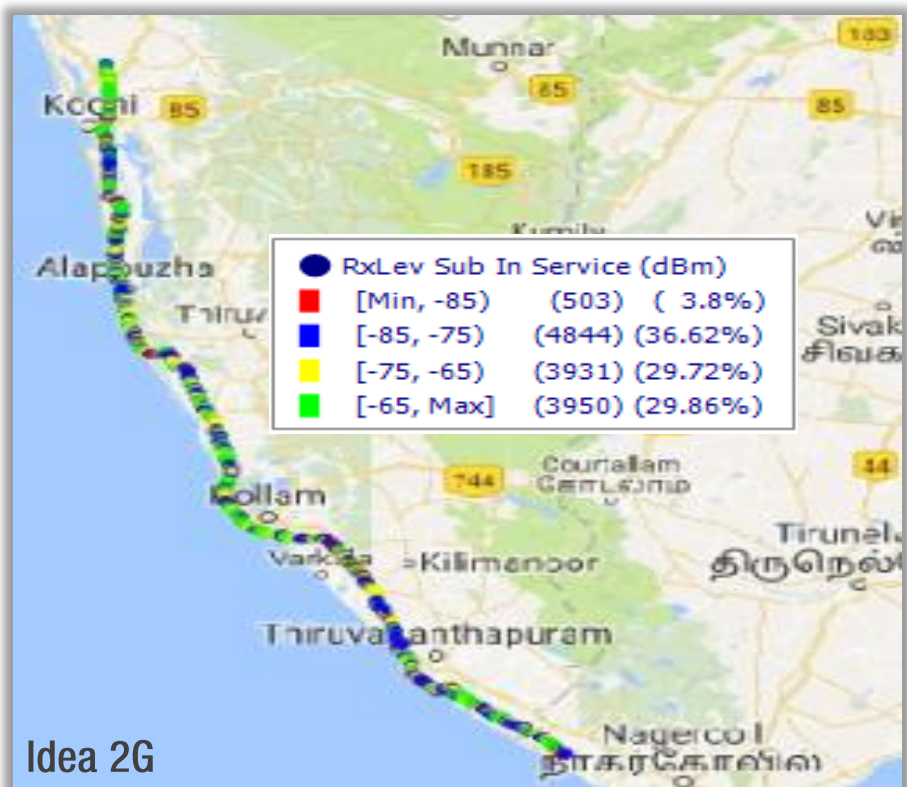 183
Munnar
Kochi
85
85
85
185
Kumily
Alappuzha
RxLev Sub In Service (dBm)
[Min, -85) (503) ( 3.8%)
[-85, -75) (4844) (36.62%)
[-75, -65) (3931) (29.72%)
[-65, Max] (3950) (29.86%)
Sivak
சிவக
Kollam
744
Courtallam
44
Varkala
Kilimanoor
Tirunel
திருநெல்
Thiruvananthapuram
Nagercoil
நாகர்கோவில்
Idea 2G